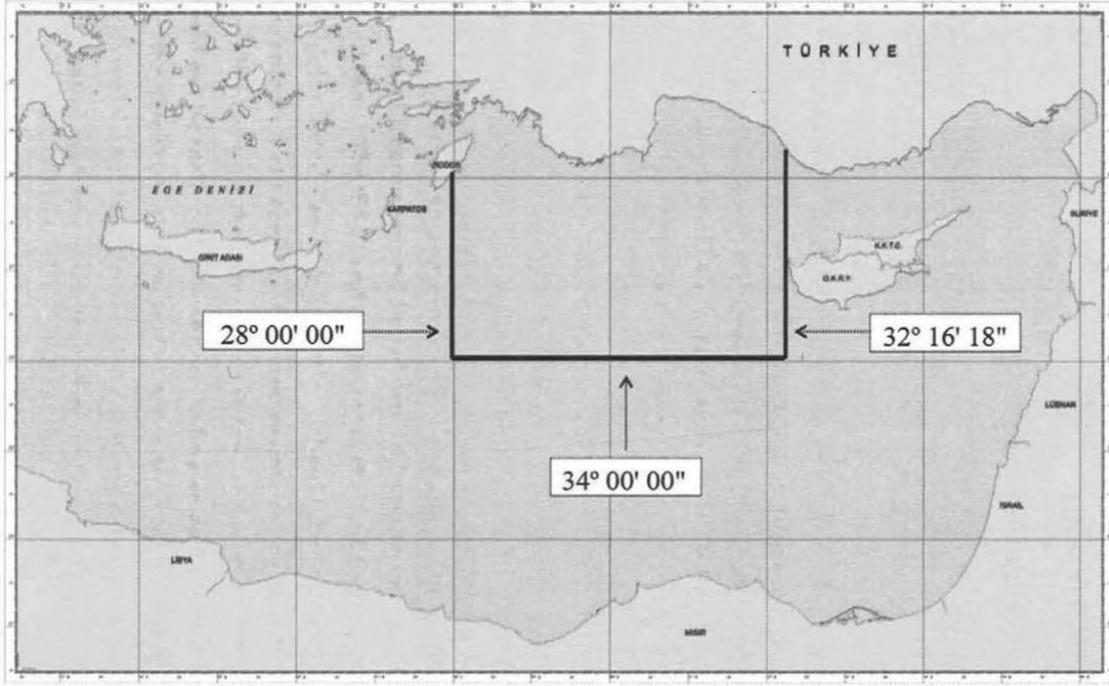 TÜRKİYE
RODOS
EGE DENİZİ
KARPATOS
SURİYE
K.K.T.C.
GİRİT ADASI
G.K.R.Y.
28° 00' 00"
32° 16' 18"
LÜBNAN
34° 00' 00"
İSRAİL
LİBYA
MISIR